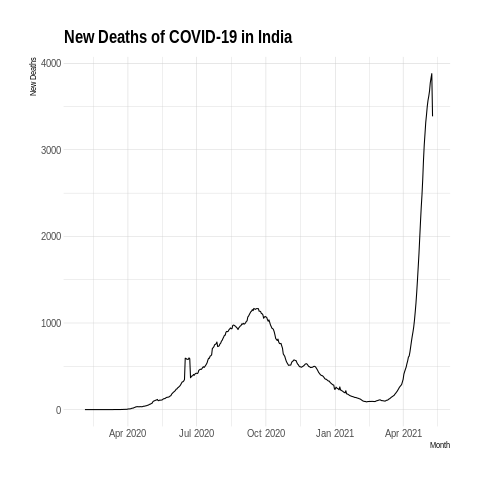 New Deaths of COVID-19 in India
New Deaths
4000
3000
2000
1000
0
Apr 2020 Jul 2020 Oct 2020 Jan 2021 Apr 2021
Month